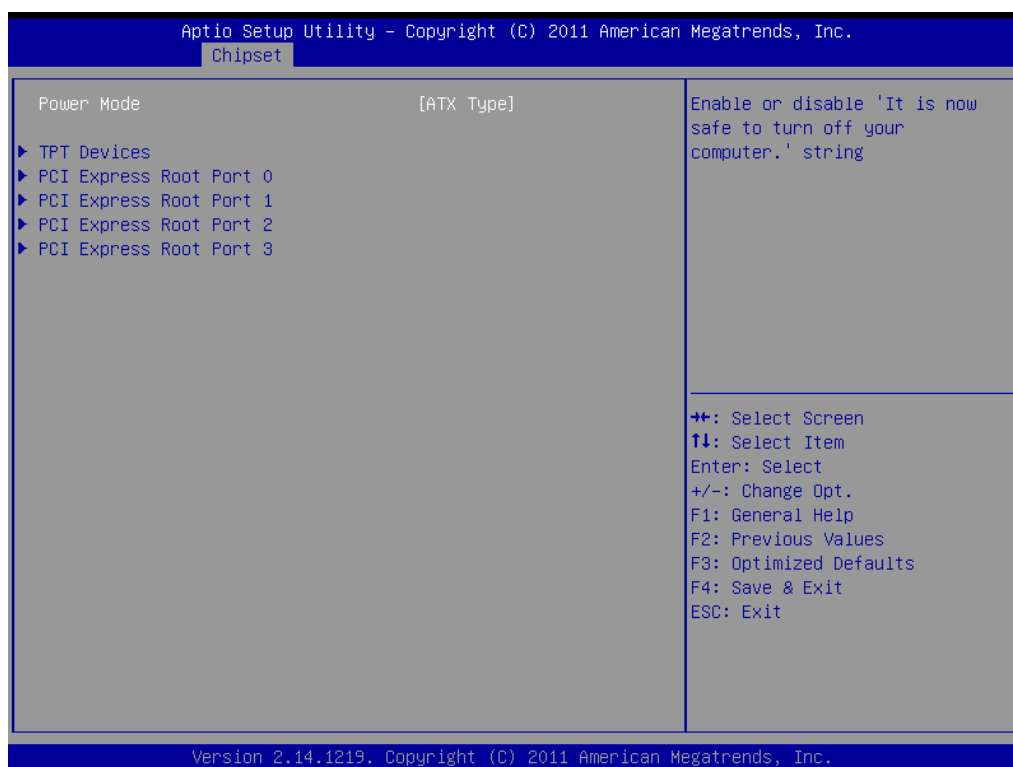 Aptio Setup Utility – Copyright (C) 2011 American Megatrends, Inc.
Chipset
Power Mode [ATX Type]
▶ TPT Devices
▶ PCI Express Root Port 0
▶ PCI Express Root Port 1
▶ PCI Express Root Port 2
▶ PCI Express Root Port 3
Enable or disable 'It is now
safe to turn off your
computer.' string
→←: Select Screen
↑↓: Select Item
Enter: Select
+/-: Change Opt.
F1: General Help
F2: Previous Values
F3: Optimized Defaults
F4: Save & Exit
ESC: Exit
Version 2.14.1219. Copyright (C) 2011 American Megatrends, Inc.